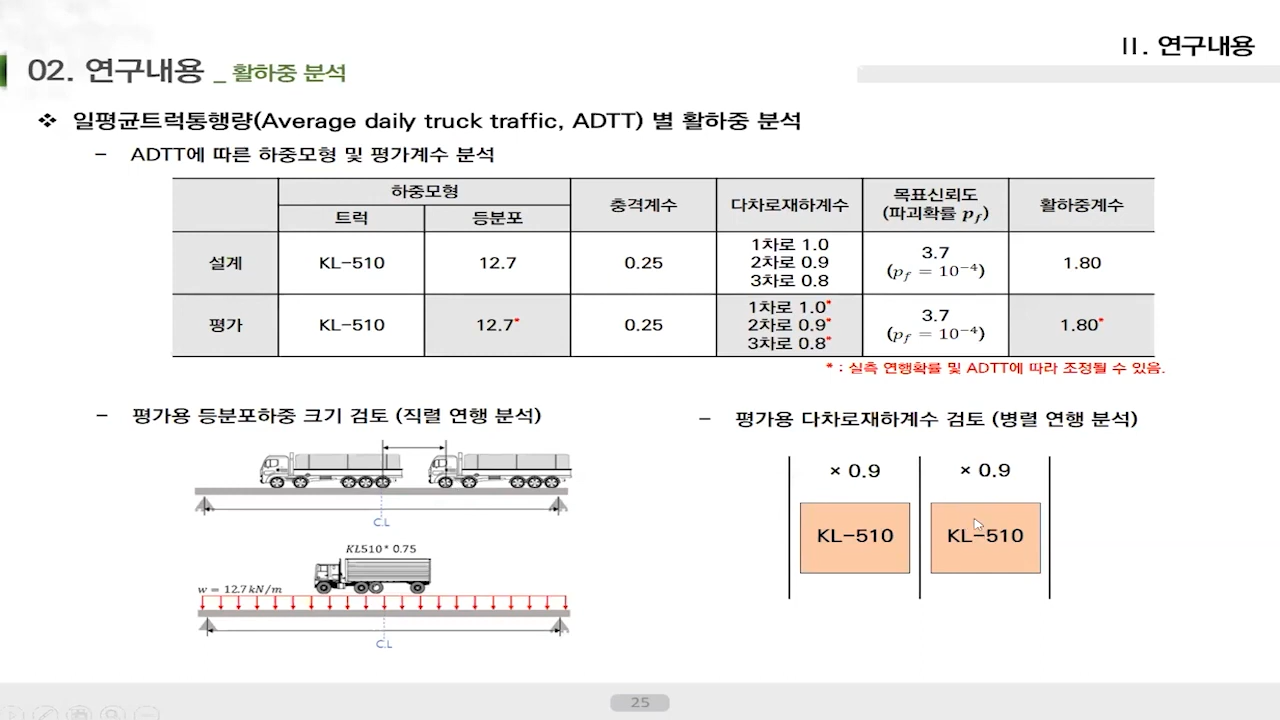 II. 연구내용
02. 연구내용 _ 활하중 분석
❖ 일평균트럭통행량(Average daily truck traffic, ADTT) 별 활하중 분석
– ADTT에 따른 하중모형 및 평가계수 분석
하중모형 충격계수 다차로재하계수 목표신뢰도 (파괴확률 p_f) 활하중계수
트럭 등분포
설계 KL-510 12.7 0.25 1차로 1.0 2차로 0.9 3차로 0.8 3.7 (p_f = 10⁻⁴) 1.80
평가 KL-510 12.7* 0.25 1차로 1.0* 2차로 0.9* 3차로 0.8* 3.7 (p_f = 10⁻⁴) 1.80*
* : 실측 연행확률 및 ADTT에 따라 조정될 수 있음.
– 평가용 등분포하중 크기 검토 (직렬 연행 분석)
C.L
KL510 * 0.75
w = 12.7 kN/m
C.L
– 평가용 다차로재하계수 검토 (병렬 연행 분석)
× 0.9 × 0.9
KL-510 KL-510
25